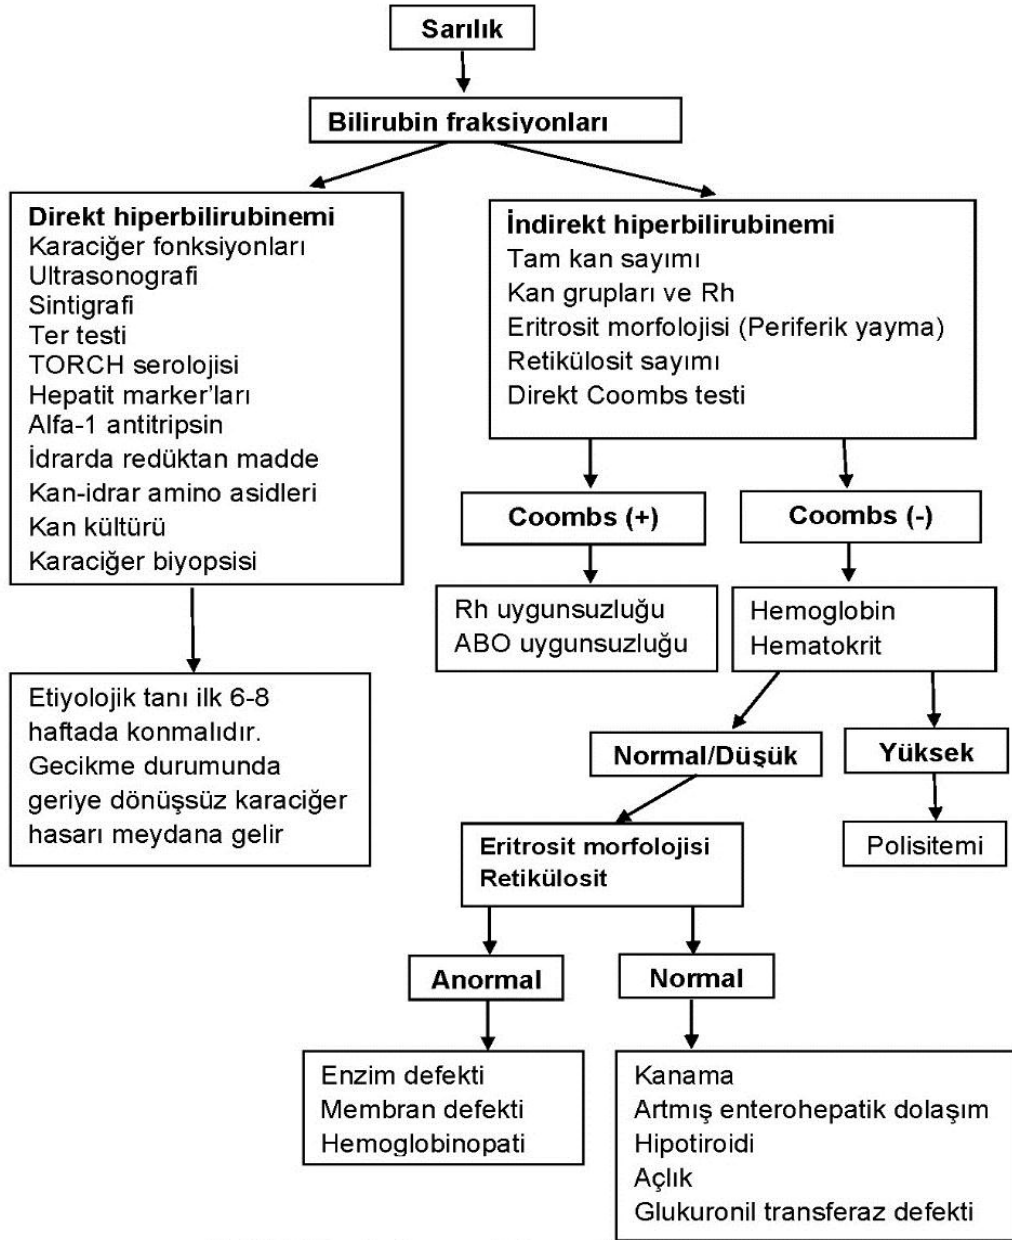 Sarılık
Bilirubin fraksiyonları
Direkt hiperbilirubinemi
Karaciğer fonksiyonları
Ultrasonografi
Sintigrafi
Ter testi
TORCH serolojisi
Hepatit marker’ları
Alfa-1 antitripsin
İdrarda redüktan madde
Kan-idrar amino asidleri
Kan kültürü
Karaciğer biyopsisi
İndirekt hiperbilirubinemi
Tam kan sayımı
Kan grupları ve Rh
Eritrosit morfolojisi (Periferik yayma)
Retikülosit sayımı
Direkt Coombs testi
Coombs (+)
Coombs (-)
Rh uygunsuzluğu
ABO uygunsuzluğu
Hemoglobin
Hematokrit
Etiyolojik tanı ilk 6-8
haftada konmalıdır.
Gecikme durumunda
geriye dönüşsüz karaciğer
hasarı meydana gelir
Normal/Düşük
Yüksek
Polisitemi
Eritrosit morfolojisi
Retikülosit
Anormal
Normal
Enzim defekti
Membran defekti
Hemoglobinopati
Kanama
Artmış enterohepatik dolaşım
Hipotiroidi
Açlık
Glukuronil transferaz defekti